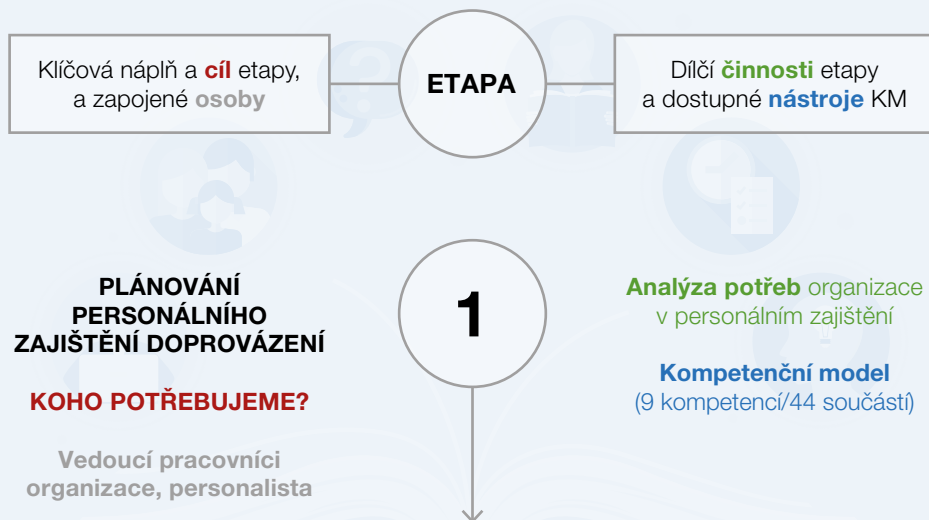 Klíčová náplň a cíl etapy,
a zapojené osoby
ETAPA
Dílčí činnosti etapy
a dostupné nástroje KM
PLÁNOVÁNÍ
PERSONÁLNÍHO
ZAJIŠTĚNÍ DOPROVÁZENÍ
KOHO POTŘEBUJEME?
Vedoucí pracovníci
organizace, personalista
1
Analýza potřeb organizace
v personálním zajištění
Kompetenční model
(9 kompetencí/44 součástí)